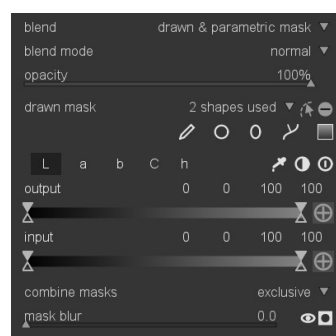 blend drawn & parametric mask
blend mode normal
opacity 100%
drawn mask 2 shapes used
L a b C h
output 0 0 100 100
input 0 0 100 100
combine masks exclusive
mask blur 0.0